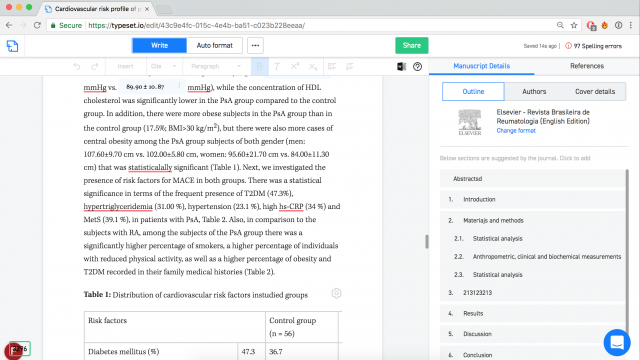 Cardiovascular risk profile of p
Secure https://typeset.io/edit/43c9e4fc-015c-4e4b-ba51-c023b228eeaa/
Write Auto format ••• Share Saved 14s ago 97 Spelling errors
Insert Cite Paragraph B T X² X₂
Manuscript Details References
Outline Authors Cover details
mmHg vs. 89.90 ± 10.87 mmHg), while the concentration of HDL
cholesterol was significantly lower in the PsA group compared to the control
group. In addition, there were more obese subjects in the PsA group than in
the control group (17.5%; BMI>30 kg/m²), but there were also more cases of
central obesity among the PsA group subjects of both gender (men:
107.60±9.70 cm vs. 102.00±5.80 cm, women: 95.60±21.70 vs. 84.00±11.30
cm) that was statisticalally significant (Table 1). Next, we investigated the
presence of risk factors for MACE in both groups. There was a statistical
significance in terms of the frequent presence of T2DM (47.3%),
hypertriglyceridemia (31.00 %), hypertension (23.1 %), high hs-CRP (34 %) and
MetS (39.1 %), in patients with PsA, Table 2. Also, in comparison to the
subjects with RA, among the subjects of the PsA group there was a
significantly higher percentage of smokers, a higher percentage of individuals
with reduced physical activity, as well as a higher percentage of obesity and
T2DM recorded in their family medical histories (Table 2).
Table 1: Distribution of cardiovascular risk factors instudied groups
Risk factors Control group
(n = 56)
Diabetes mellitus (%) 47.3 36.7
ELSEVIER
Elsevier - Revista Brasileira de
Reumatologia (English Edition)
Change format
Below sections are suggested by the journal. Click to add
Abstractsd
1. Introduction
2. Materiajs and methods
2.1. Statistical analysis
2.2. Anthropometric, clinical and biochemical measurements
2.3. Statistical analysis
3. 213123213
4. Results
5. Discussion
6. Conclusion